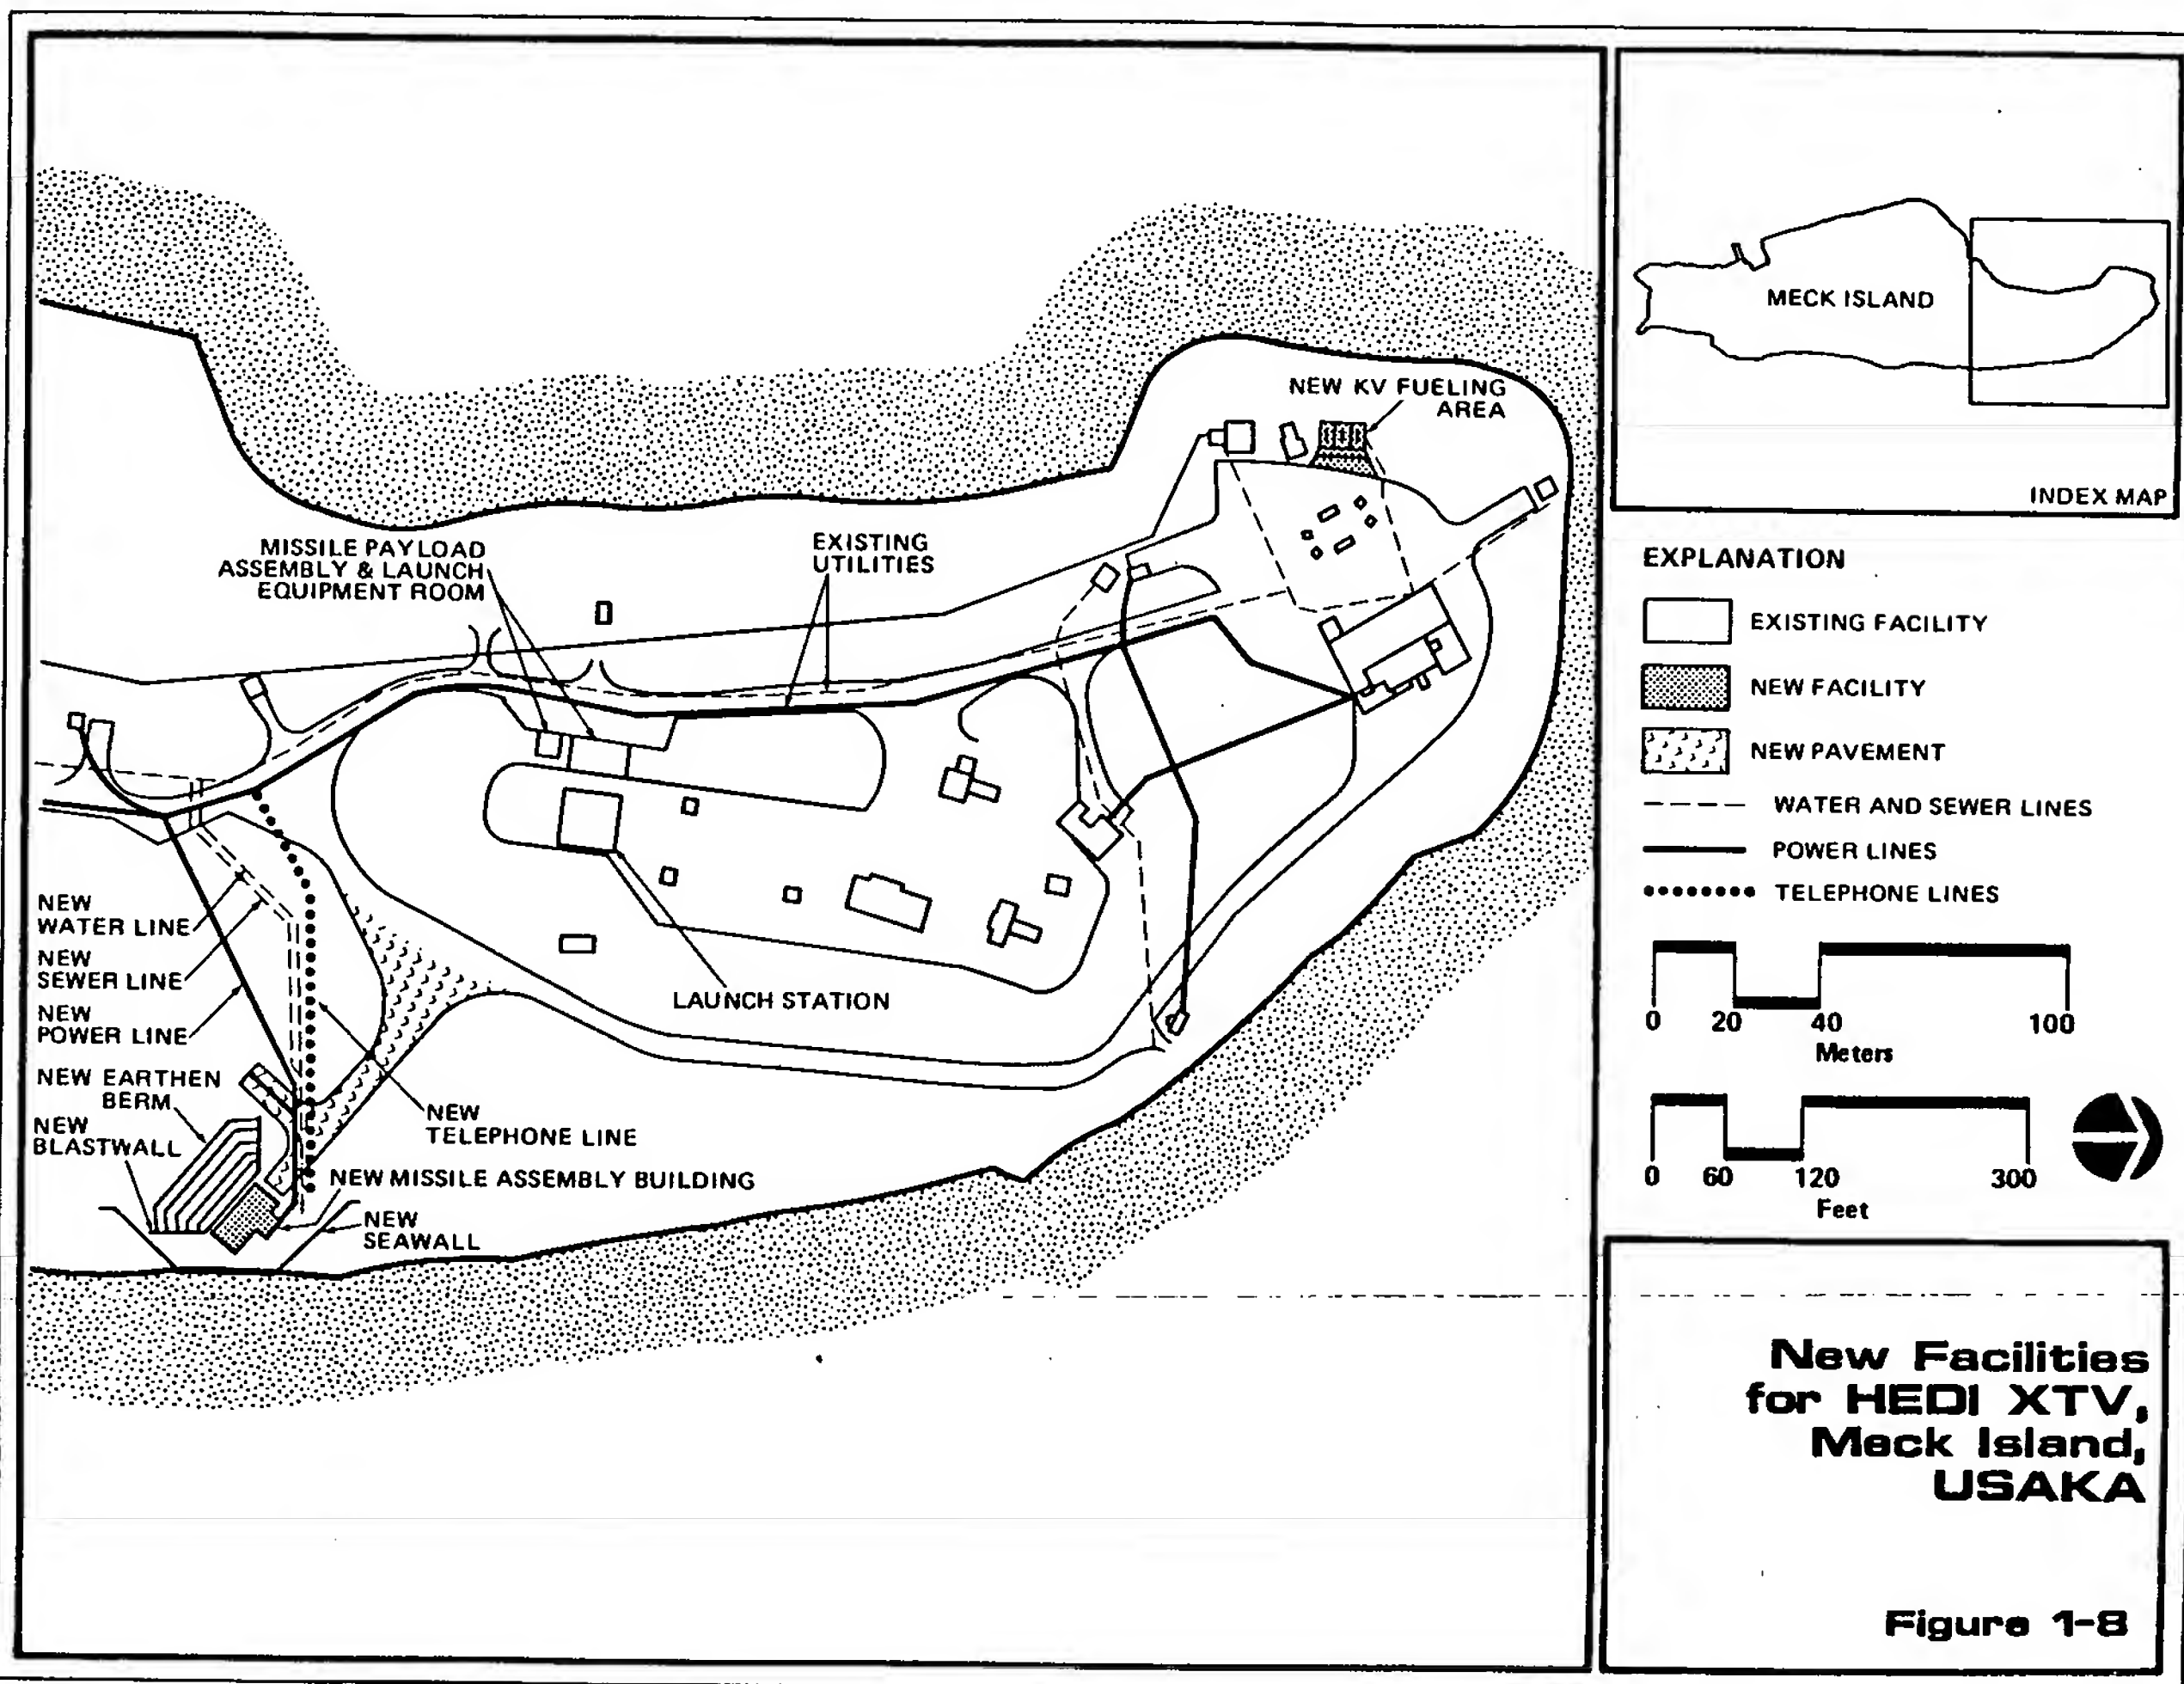 NEW KV FUELING
AREA
MISSILE PAYLOAD
ASSEMBLY & LAUNCH
EQUIPMENT ROOM
EXISTING
UTILITIES
NEW
WATER LINE
NEW
SEWER LINE
NEW
POWER LINE
LAUNCH STATION
NEW EARTHEN
BERM
NEW
BLASTWALL
NEW
TELEPHONE LINE
NEW MISSILE ASSEMBLY BUILDING
NEW
SEAWALL
MECK ISLAND
INDEX MAP
EXPLANATION
EXISTING FACILITY
NEW FACILITY
NEW PAVEMENT
WATER AND SEWER LINES
POWER LINES
TELEPHONE LINES
0 20 40 100
Meters
0 60 120 300
Feet
New Facilities
for HEDI XTV,
Meck Island,
USAKA
Figure 1-8